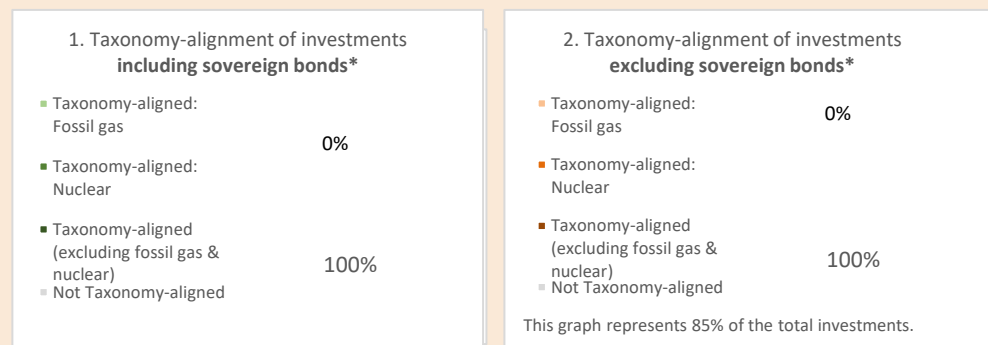 1. Taxonomy-alignment of investments
including sovereign bonds*
Taxonomy-aligned:
Fossil gas
0%
Taxonomy-aligned:
Nuclear
Taxonomy-aligned
(excluding fossil gas &
nuclear)
100%
Not Taxonomy-aligned
2. Taxonomy-alignment of investments
excluding sovereign bonds*
Taxonomy-aligned:
Fossil gas
0%
Taxonomy-aligned:
Nuclear
Taxonomy-aligned
(excluding fossil gas &
nuclear)
100%
Not Taxonomy-aligned
This graph represents 85% of the total investments.